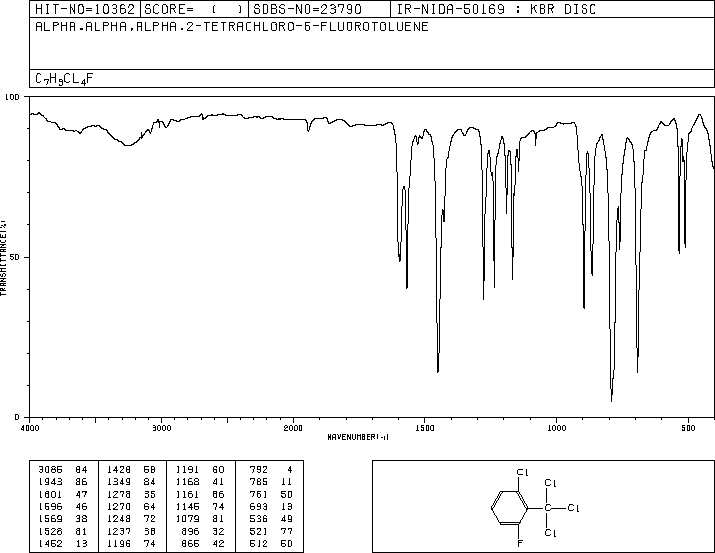 HIT-NO=10362 SCORE= ( ) SDBS-NO=23790 IR-NIDA-50169 : KBR DISC
ALPHA,ALPHA,ALPHA,2-TETRACHLORO-6-FLUOROTOLUENE
C7H3CL4F
100
50
0
TRANSMITTANCE(%)
4000 3000 2000 1500 1000 500
WAVENUMBER(-1)
3085 84 1428 58 1191 60 792 4
1943 86 1349 84 1168 41 785 11
1601 47 1278 35 1161 86 761 50
1596 46 1270 64 1145 74 693 13
1569 38 1248 72 1079 81 536 49
1528 81 1237 38 896 32 521 77
1452 13 1196 74 865 42 512 50
Cl
Cl
Cl
F
Cl